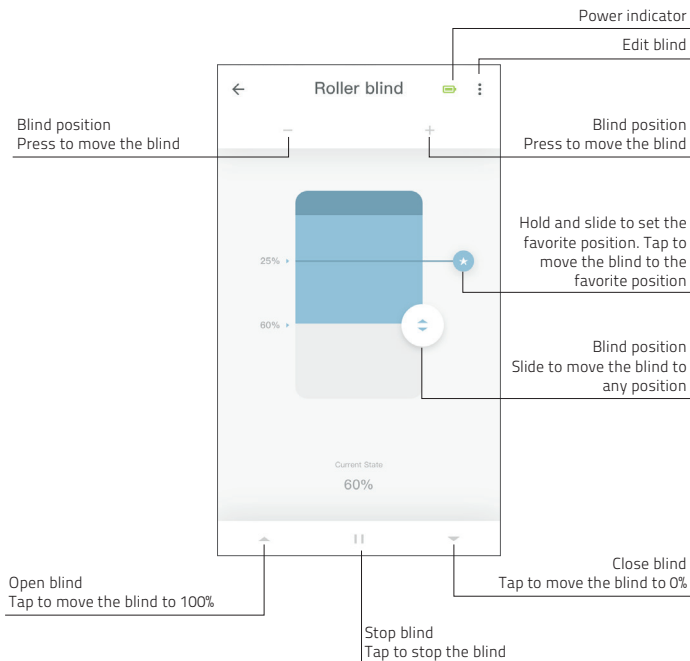 Power indicator
Edit blind
Roller blind
Blind position
Press to move the blind
Blind position
Press to move the blind
Hold and slide to set the
favorite position. Tap to
move the blind to the
favorite position
25%
60%
Blind position
Slide to move the blind to
any position
Current State
60%
Open blind
Tap to move the blind to 100%
Close blind
Tap to move the blind to 0%
Stop blind
Tap to stop the blind